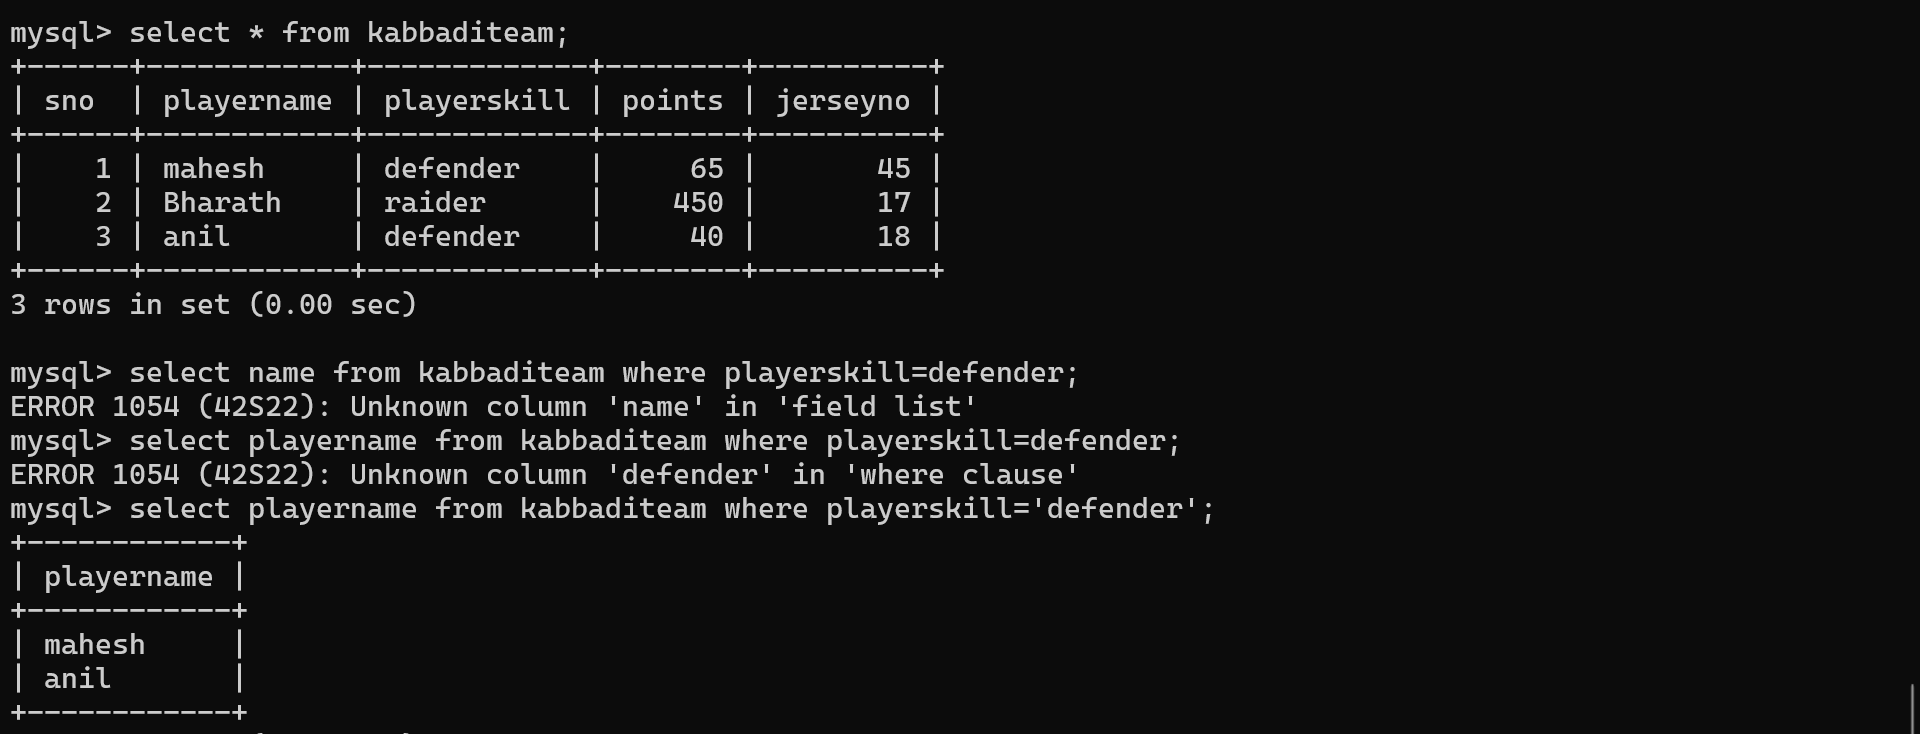 mysql> select * from kabbaditeam;
+------+------------+-------------+--------+----------+
| sno  | playername | playerskill | points | jerseyno |
+------+------------+-------------+--------+----------+
|    1 | mahesh     | defender    |     65 |       45 |
|    2 | Bharath    | raider      |    450 |       17 |
|    3 | anil       | defender    |     40 |       18 |
+------+------------+-------------+--------+----------+
3 rows in set (0.00 sec)
mysql> select name from kabbaditeam where playerskill=defender;
ERROR 1054 (42S22): Unknown column 'name' in 'field list'
mysql> select playername from kabbaditeam where playerskill=defender;
ERROR 1054 (42S22): Unknown column 'defender' in 'where clause'
mysql> select playername from kabbaditeam where playerskill='defender';
+------------+
| playername |
+------------+
| mahesh     |
| anil       |
+------------+